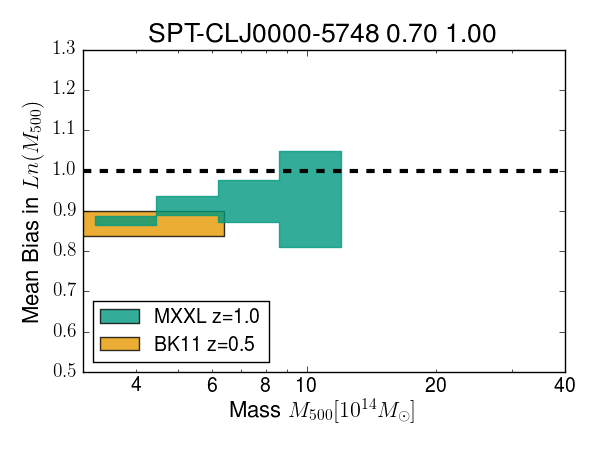 SPT-CLJ0000-5748 0.70 1.00
Mean Bias in Ln(M500)
1.3
1.2
1.1
1.0
0.9
0.8
0.7
0.6
0.5
MXXL z=1.0
BK11 z=0.5
4 6 8 10 20 40
Mass M500[10^14 M⊙]